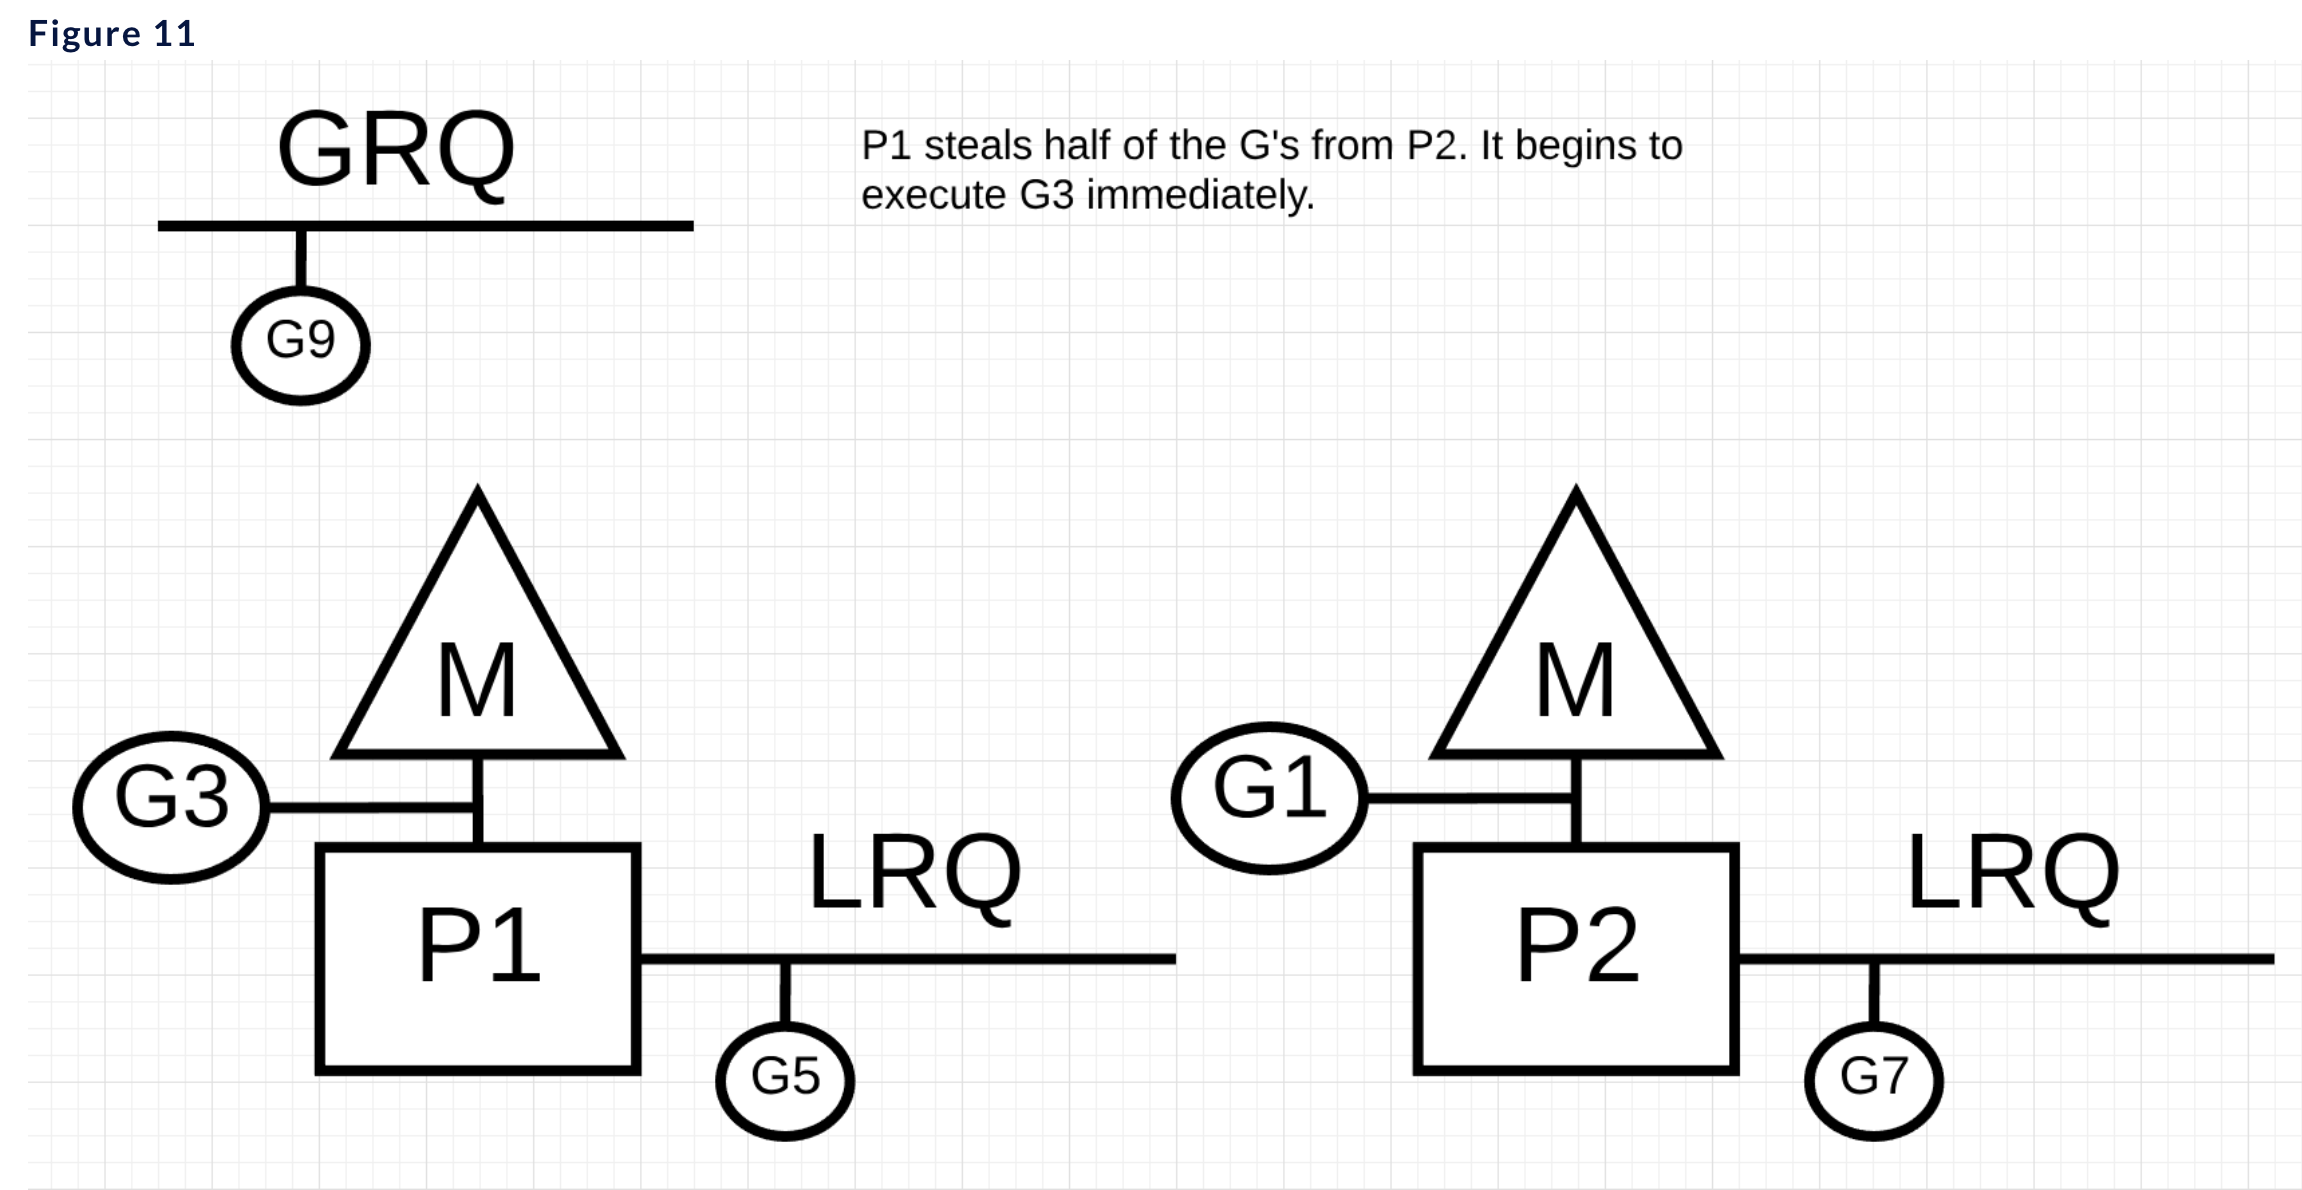 Figure 11
GRQ
P1 steals half of the G's from P2. It begins to
execute G3 immediately.
G9
M
M
G3
G1
LRQ
LRQ
P1
P2
G5
G7